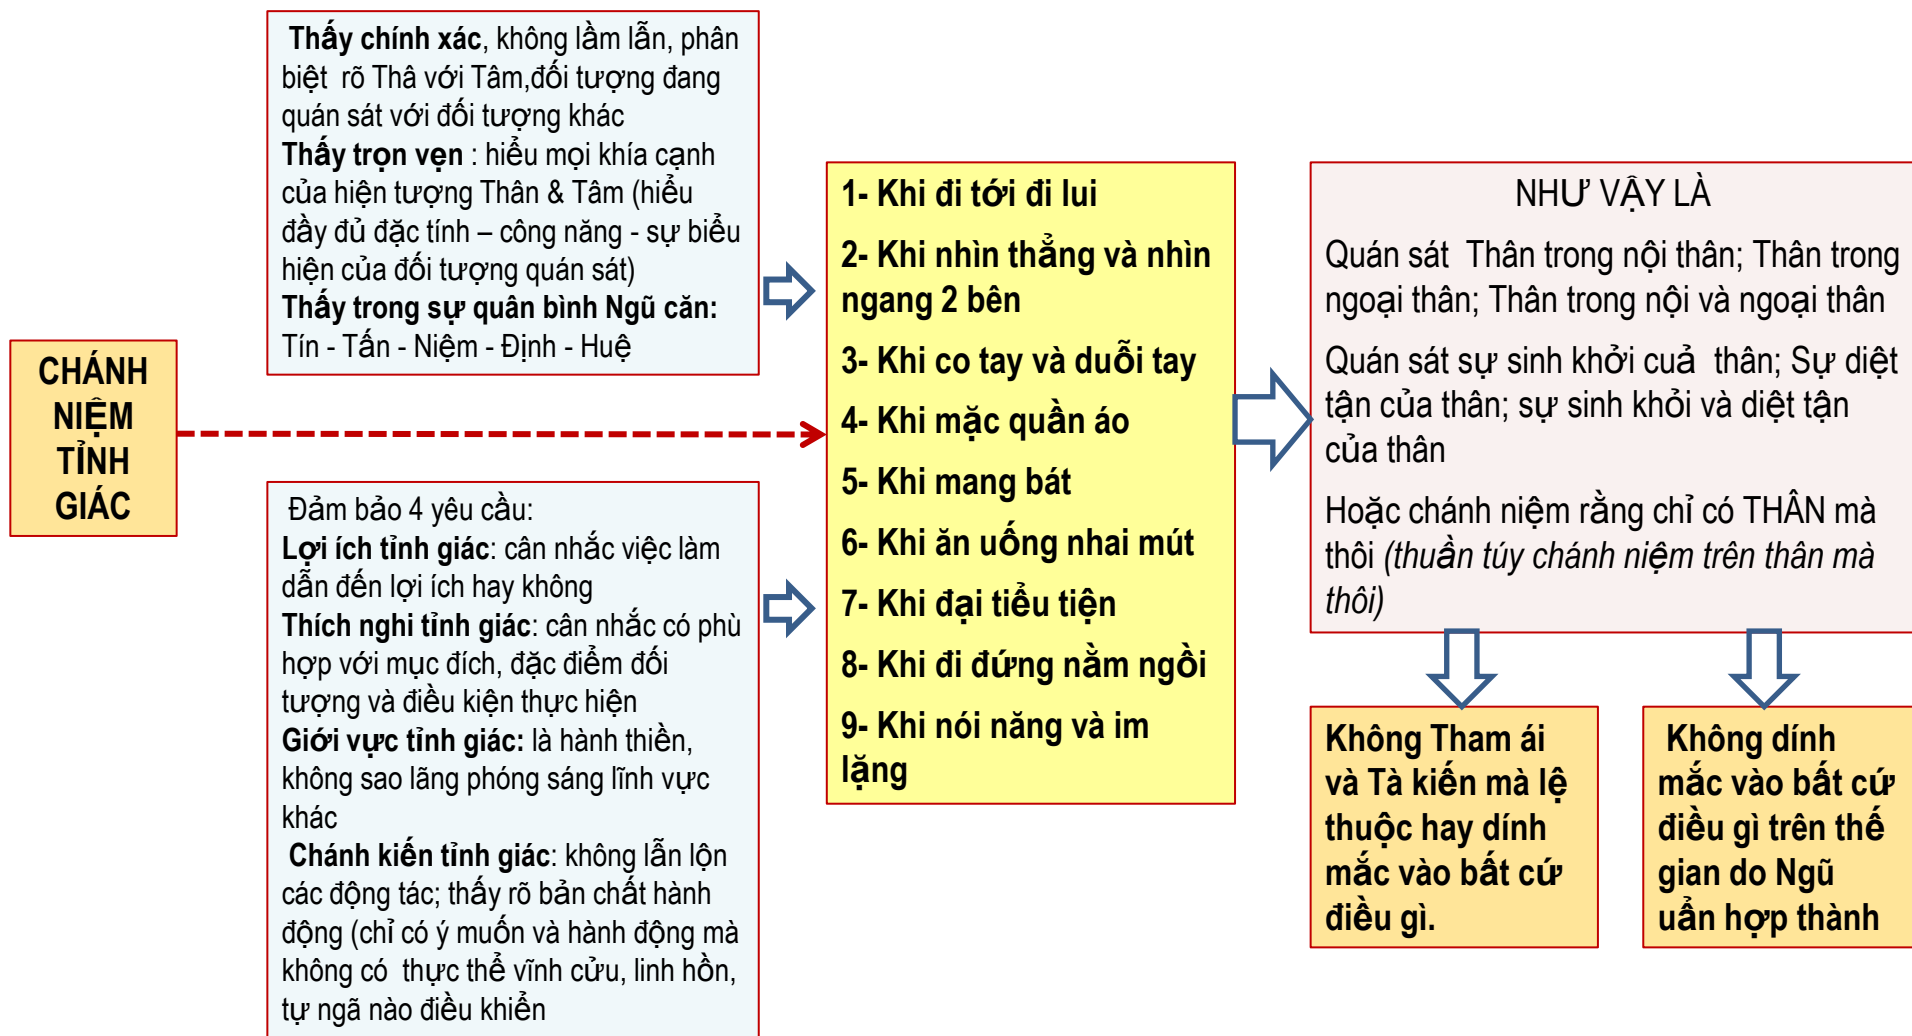 CHÁNH
NIỆM
TỈNH
GIÁC
Thấy chính xác, không lầm lẫn, phân
biệt rõ Thâ với Tâm,đối tượng đang
quán sát với đối tượng khác
Thấy trọn vẹn : hiểu mọi khía cạnh
của hiện tượng Thân & Tâm (hiểu
đầy đủ đặc tính – công năng - sự biểu
hiện của đối tượng quán sát)
Thấy trong sự quân bình Ngũ căn:
Tín - Tấn - Niệm - Định - Huệ
Đảm bảo 4 yêu cầu:
Lợi ích tỉnh giác: cân nhắc việc làm
dẫn đến lợi ích hay không
Thích nghi tỉnh giác: cân nhắc có phù
hợp với mục đích, đặc điểm đối
tượng và điều kiện thực hiện
Giới vực tỉnh giác: là hành thiền,
không sao lãng phóng sáng lĩnh vực
khác
Chánh kiến tỉnh giác: không lẫn lộn
các động tác; thấy rõ bản chất hành
động (chỉ có ý muốn và hành động mà
không có thực thể vĩnh cửu, linh hồn,
tự ngã nào điều khiển
1- Khi đi tới đi lui
2- Khi nhìn thẳng và nhìn
ngang 2 bên
3- Khi co tay và duỗi tay
4- Khi mặc quần áo
5- Khi mang bát
6- Khi ăn uống nhai mút
7- Khi đại tiểu tiện
8- Khi đi đứng nằm ngồi
9- Khi nói năng và im
lặng
NHƯ VẬY LÀ
Quán sát Thân trong nội thân; Thân trong
ngoại thân; Thân trong nội và ngoại thân
Quán sát sự sinh khởi cuả thân; Sự diệt
tận của thân; sự sinh khỏi và diệt tận
của thân
Hoặc chánh niệm rằng chỉ có THÂN mà
thôi (thuần túy chánh niệm trên thân mà
thôi)
Không Tham ái
và Tà kiến mà lệ
thuộc hay dính
mắc vào bất cứ
điều gì.
Không dính
mắc vào bất cứ
điều gì trên thế
gian do Ngũ
uẩn hợp thành